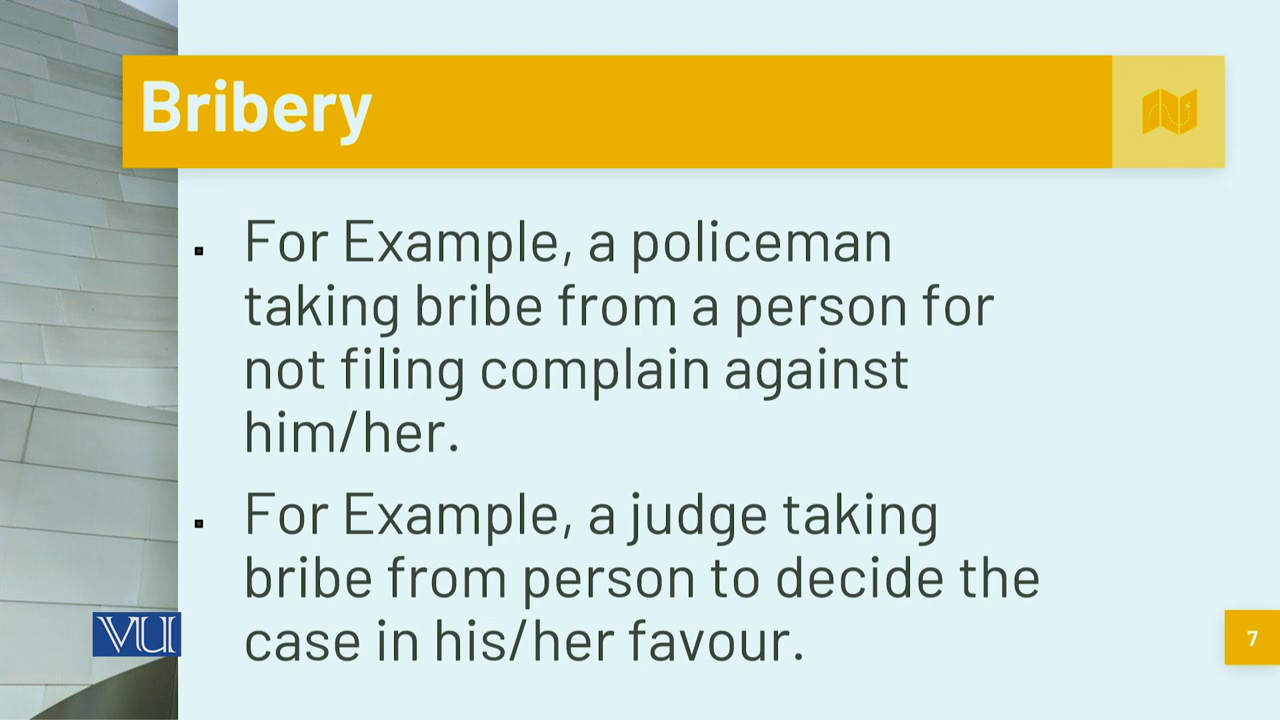 Bribery
For Example, a policeman
taking bribe from a person for
not filing complain against
him/her.
For Example, a judge taking
bribe from person to decide the
case in his/her favour.
VU
7